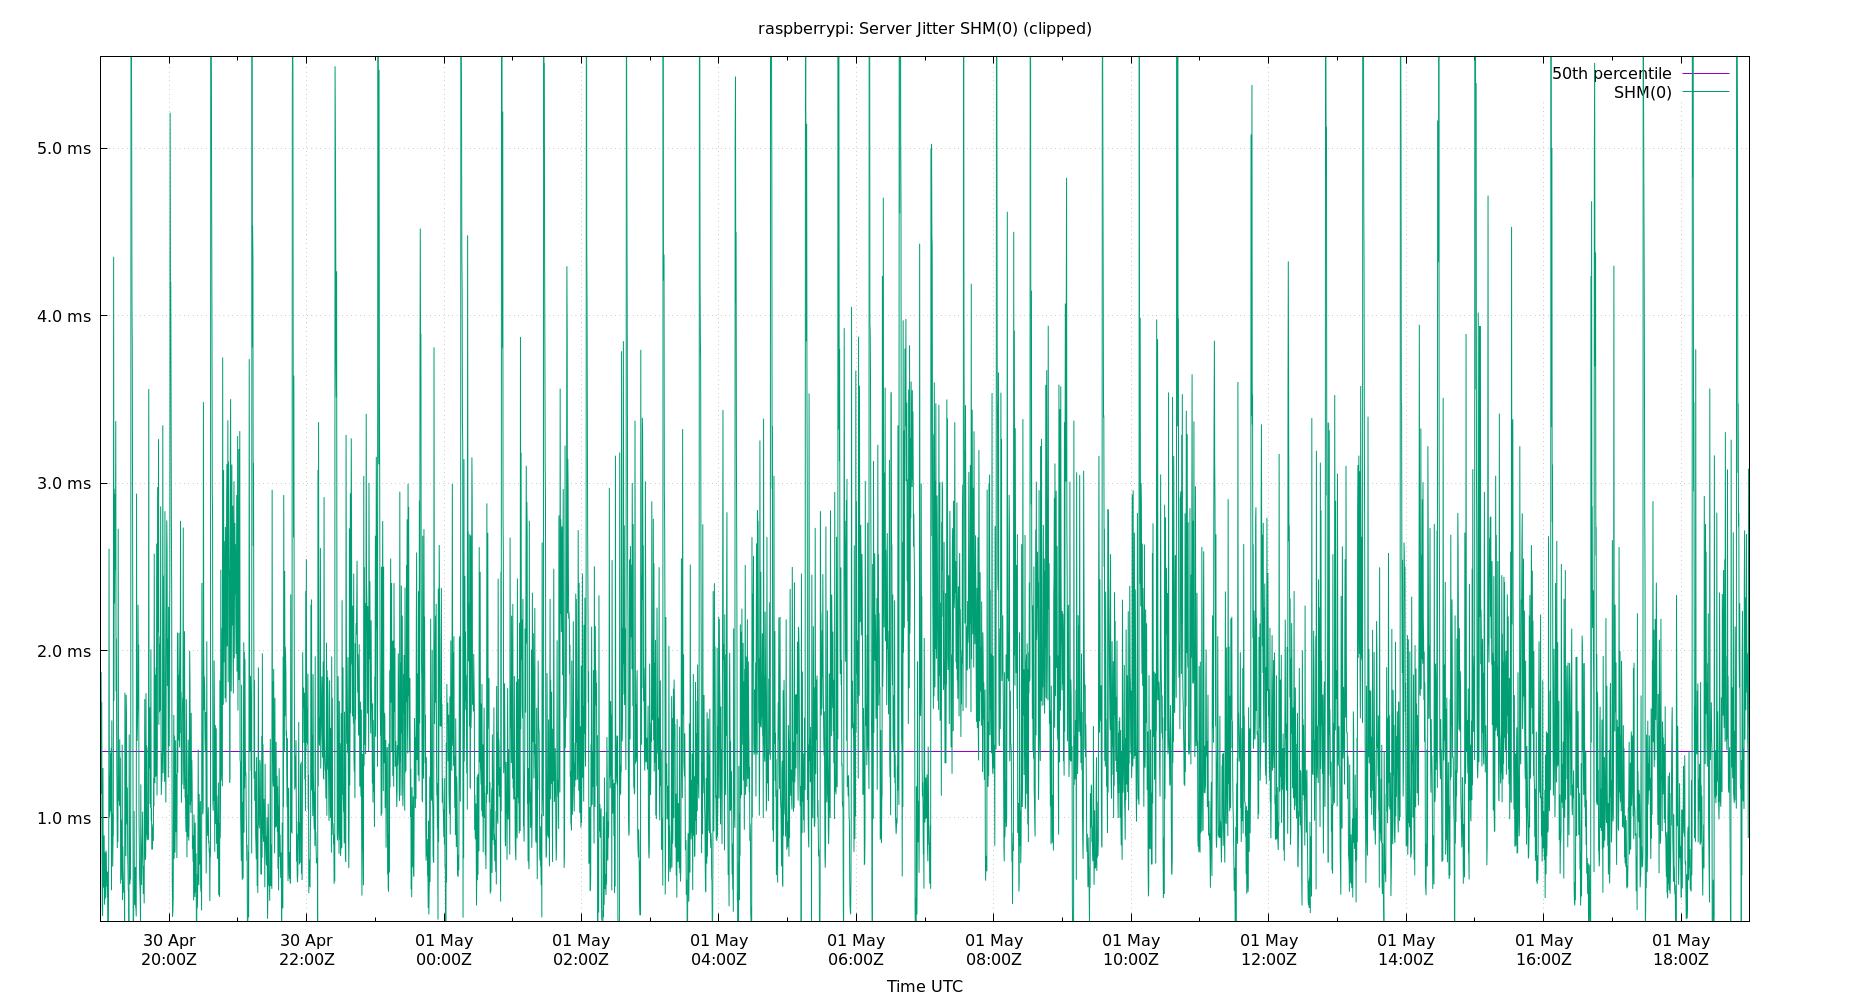 raspberrypi: Server Jitter SHM(0) (clipped)
50th percentile
SHM(0)
5.0 ms
4.0 ms
3.0 ms
2.0 ms
1.0 ms
30 Apr 30 Apr 01 May 01 May 01 May 01 May 01 May 01 May 01 May 01 May 01 May 01 May
20:00Z 22:00Z 00:00Z 02:00Z 04:00Z 06:00Z 08:00Z 10:00Z 12:00Z 14:00Z 16:00Z 18:00Z
Time UTC